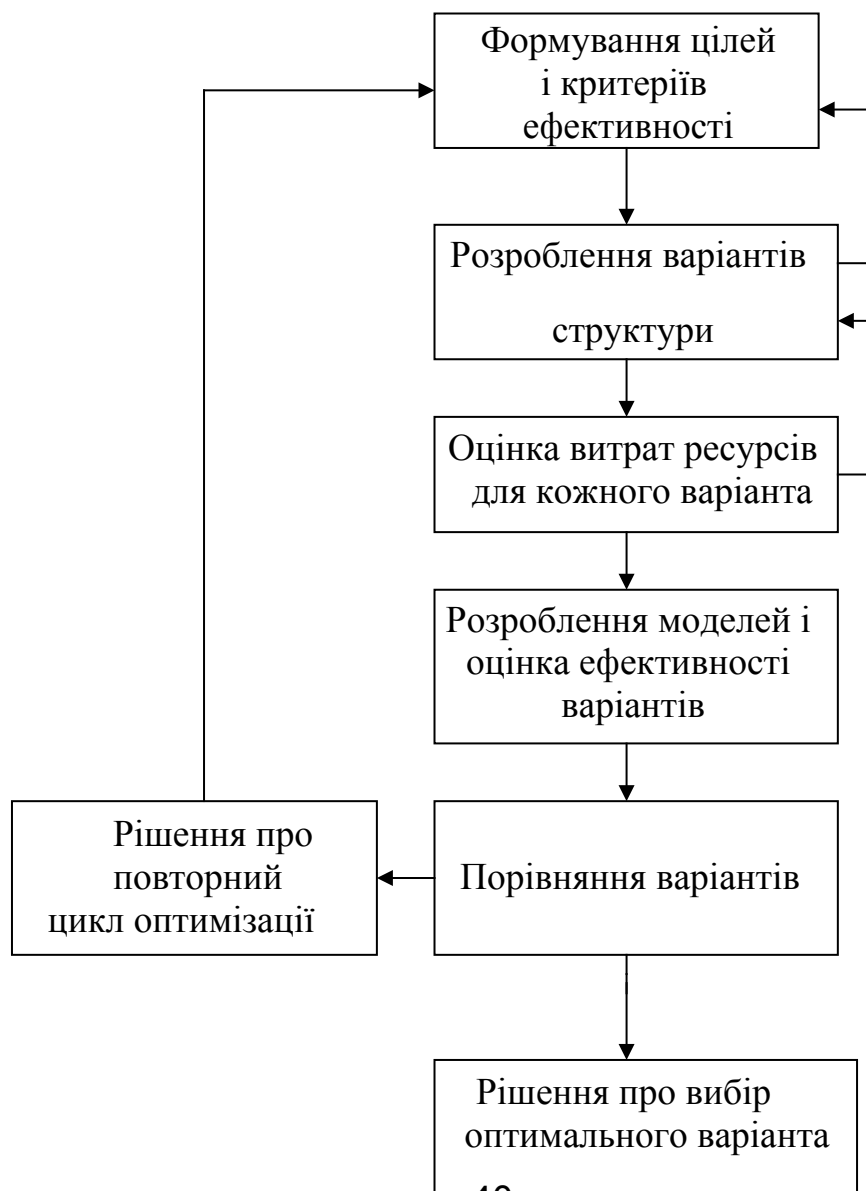 Формування цілей
і критеріїв
ефективності
Розроблення варіантів
структури
Оцінка витрат ресурсів
для кожного варіанта
Розроблення моделей і
оцінка ефективності
варіантів
Рішення про
повторний
цикл оптимізації
Порівняння варіантів
Рішення про вибір
оптимального варіанта